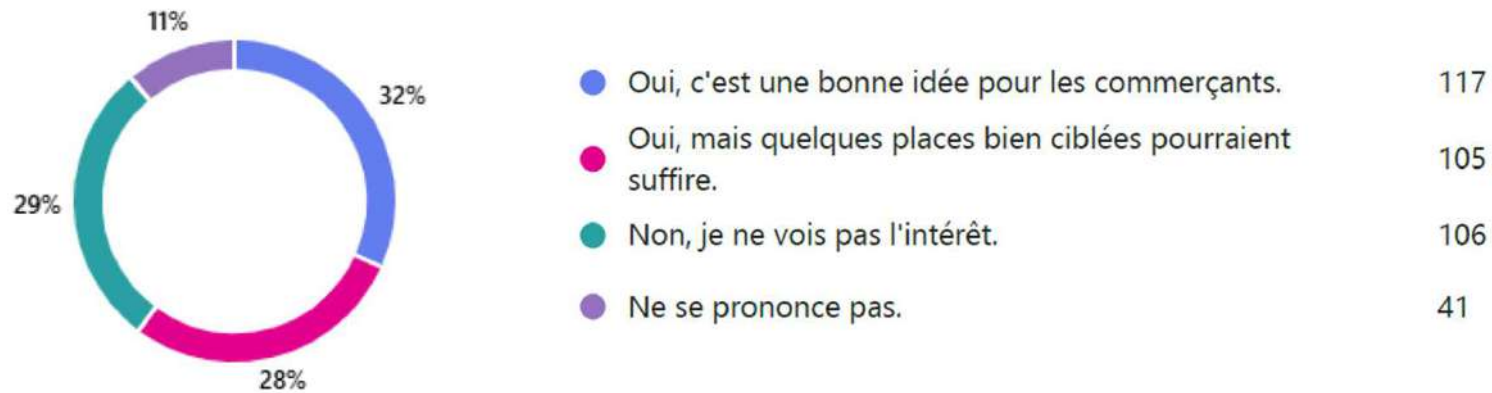 11%
32%
29%
28%
Oui, c'est une bonne idée pour les commerçants. 117
Oui, mais quelques places bien ciblées pourraient
suffire. 105
Non, je ne vois pas l'intérêt. 106
Ne se prononce pas. 41